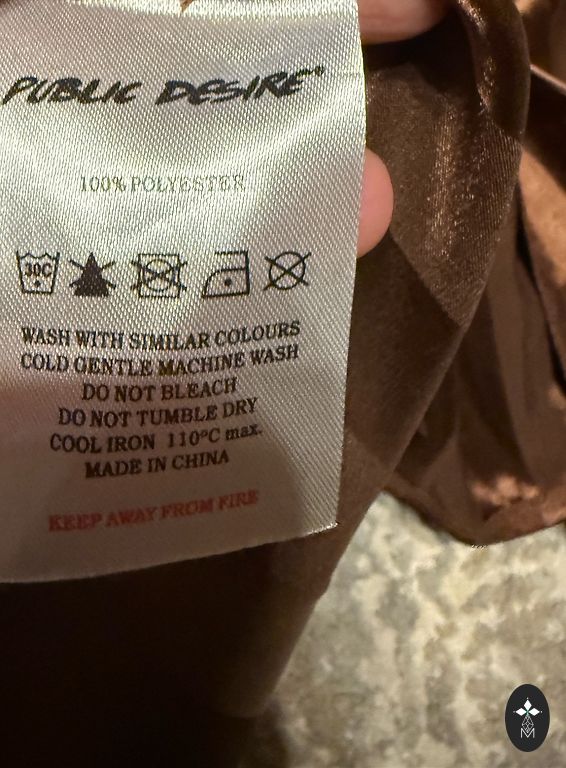 PUBLIC DESIRE®
100% POLYESTER
30C
WASH WITH SIMILAR COLOURS
COLD GENTLE MACHINE WASH
DO NOT BLEACH
DO NOT TUMBLE DRY
COOL IRON 110°C max.
MADE IN CHINA
KEEP AWAY FROM FIRE
M